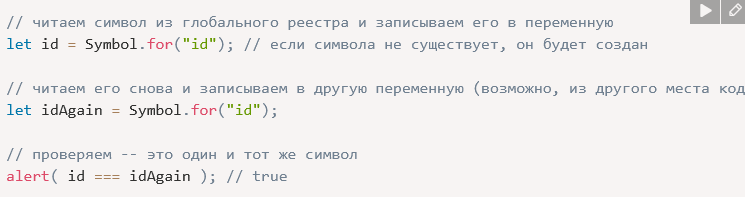 // читаем символ из глобального реестра и записываем его в переменную
let id = Symbol.for("id"); // если символа не существует, он будет создан
// читаем его снова и записываем в другую переменную (возможно, из другого места код
let idAgain = Symbol.for("id");
// проверяем -- это один и тот же символ
alert( id === idAgain ); // true